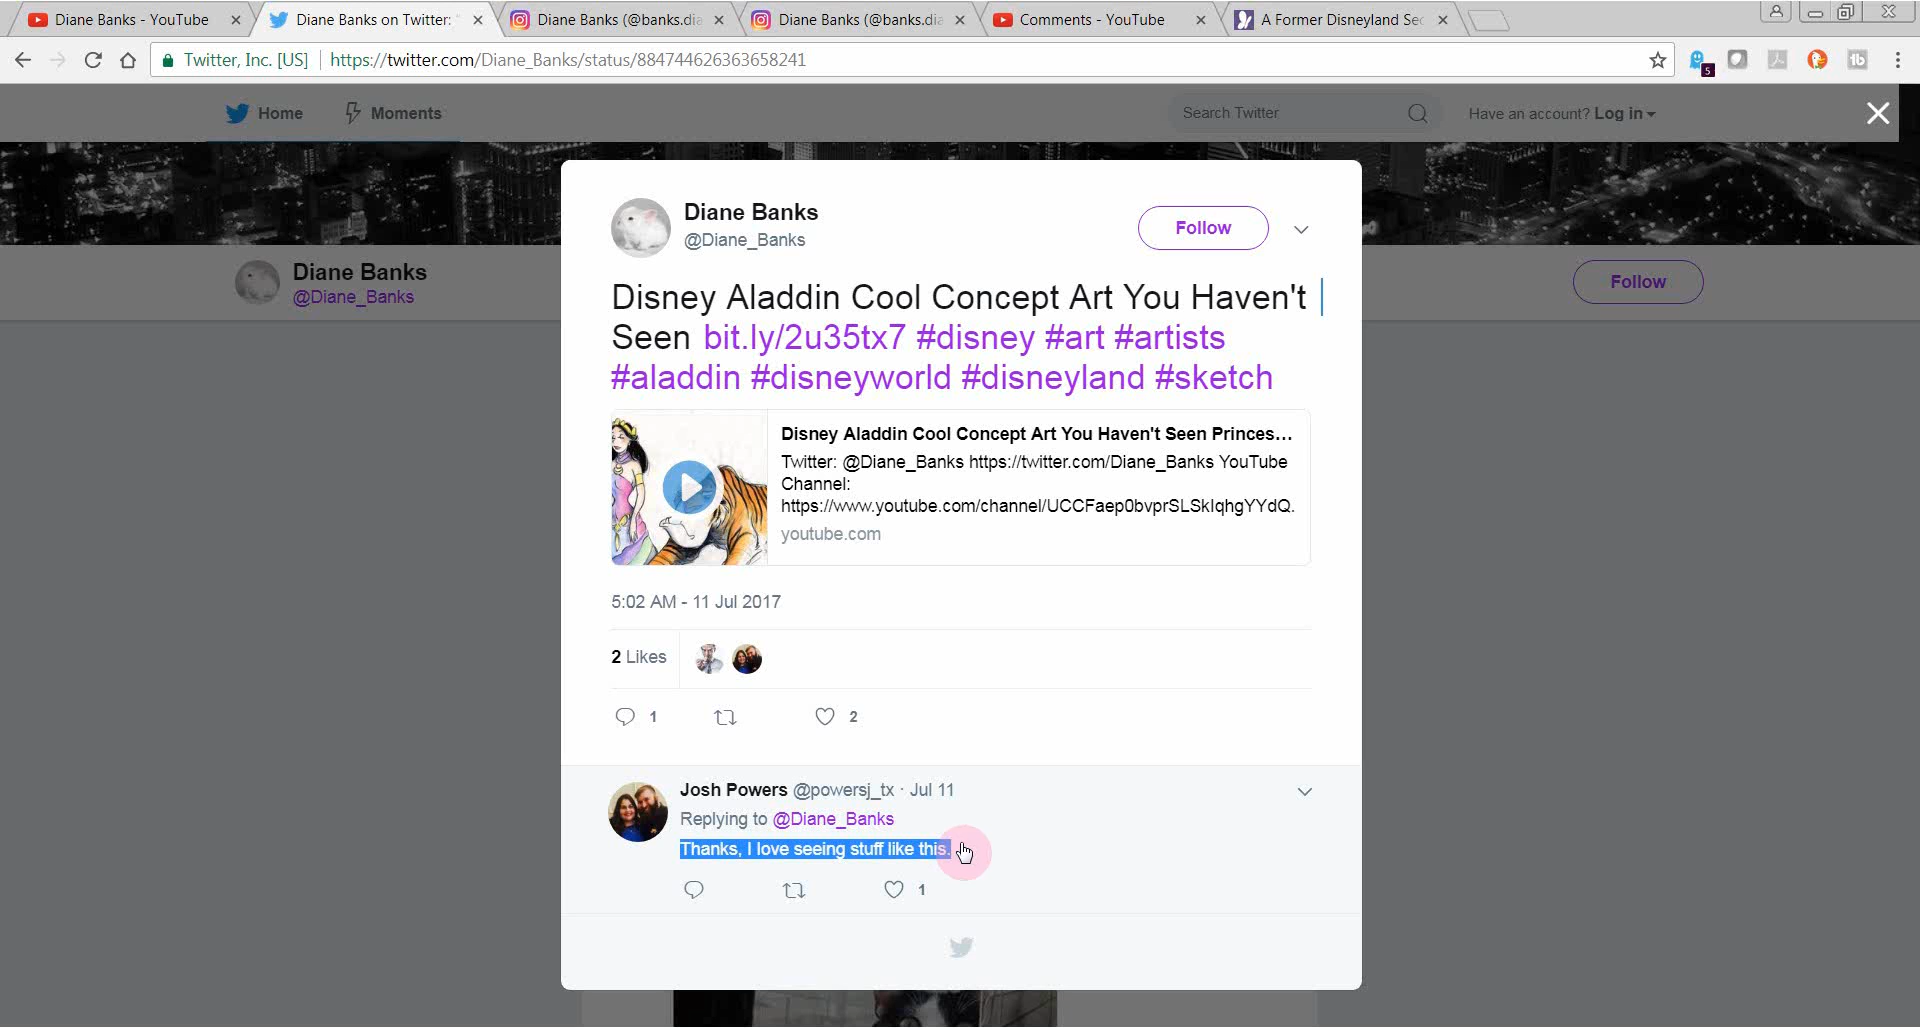 Diane Banks - YouTube
Diane Banks on Twitter: "
Diane Banks (@banks.dia
Diane Banks (@banks.dia
Comments - YouTube
A Former Disneyland Sec
Twitter, Inc. [US] https://twitter.com/Diane_Banks/status/884744626363658241
5
tb
Home
Moments
Search Twitter
Have an account? Log in
Diane Banks
@Diane_Banks
Follow
Diane Banks
@Diane_Banks
Follow
Disney Aladdin Cool Concept Art You Haven't
Seen bit.ly/2u35tx7 #disney #art #artists
#aladdin #disneyworld #disneyland #sketch
Disney Aladdin Cool Concept Art You Haven't Seen Princes...
Twitter: @Diane_Banks https://twitter.com/Diane_Banks YouTube
Channel:
https://www.youtube.com/channel/UCCFaep0bvprSLSklqhgYYdQ.
youtube.com
5:02 AM - 11 Jul 2017
2 Likes
1
2
Josh Powers @powersj_tx · Jul 11
Replying to @Diane_Banks
Thanks, I love seeing stuff like this.
1